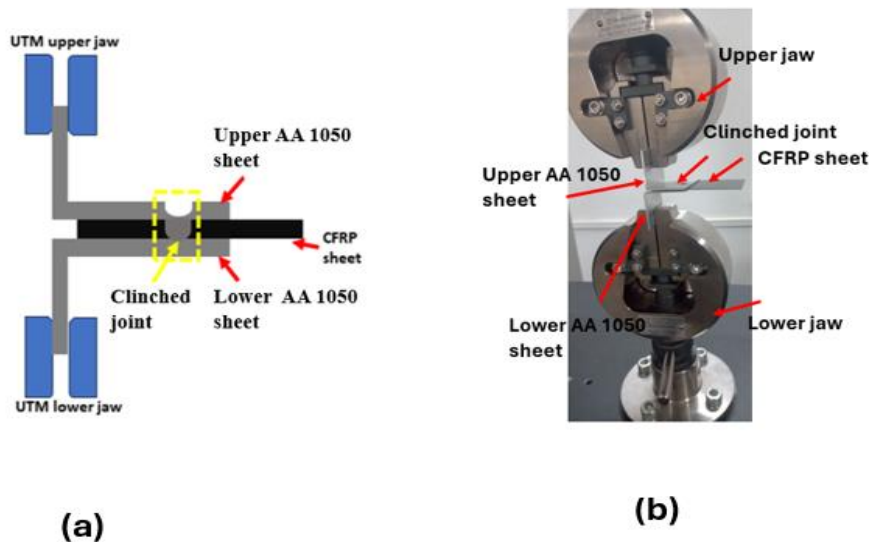 UTM upper jaw
Upper AA 1050
sheet
CFRP
sheet
Clinched
joint
Lower AA 1050
sheet
UTM lower jaw
(a)
Upper jaw
Clinched joint
CFRP sheet
Upper AA 1050
sheet
Lower AA 1050
sheet
Lower jaw
(b)